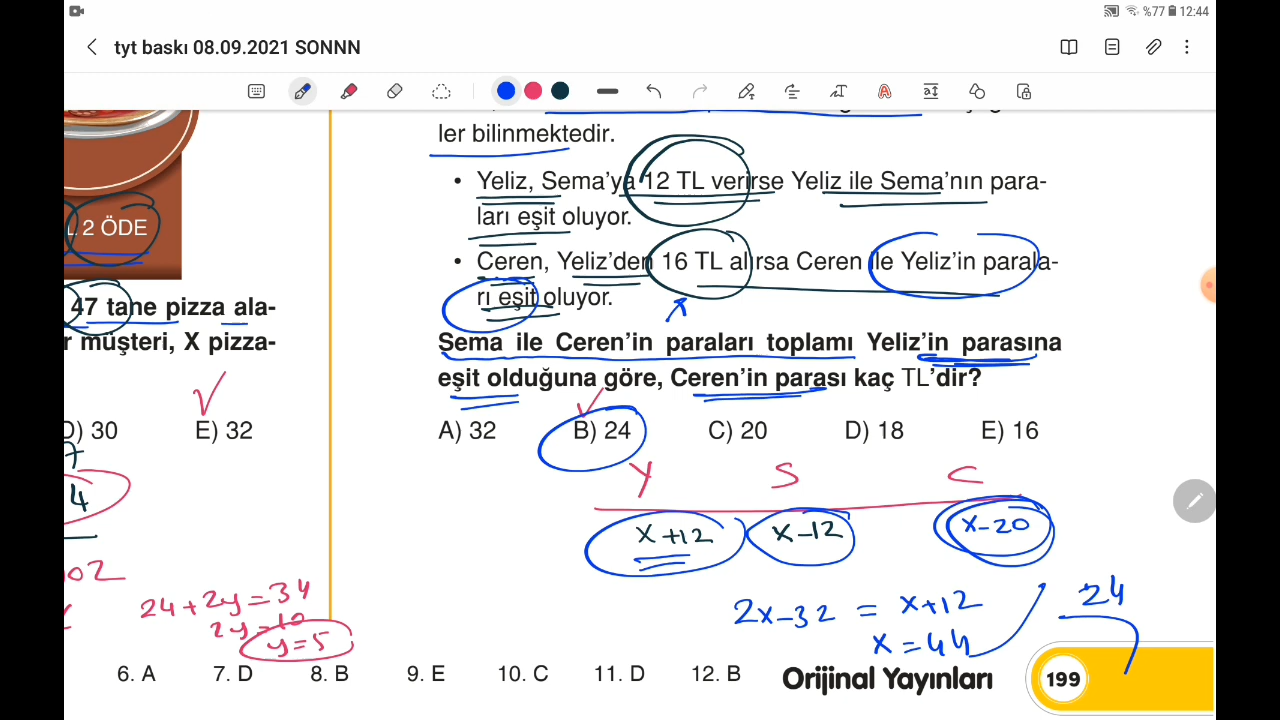 %77 12:44
tyt baskı 08.09.2021 SONNN
ler bilinmektedir.
• Yeliz, Sema'ya 12 TL verirse Yeliz ile Sema'nın para-
ları eşit oluyor.
• Ceren, Yeliz'den 16 TL alırsa Ceren ile Yeliz'in parala-
rı eşit oluyor.
Sema ile Ceren'in paraları toplamı Yeliz'in parasına
eşit olduğuna göre, Ceren'in parası kaç TL'dir?
A) 32 B) 24 C) 20 D) 18 E) 16
Y S C
x+12 x-12 x-20
2x-32 = x+12
x = 44
24
L 2 ÖDE
47 tane pizza ala-
r müşteri, X pizza-
D) 30 E) 32
7
4
24+2y=34
2y=10
y=5
6. A 7. D 8. B 9. E 10. C 11. D 12. B
Orijinal Yayınları 199